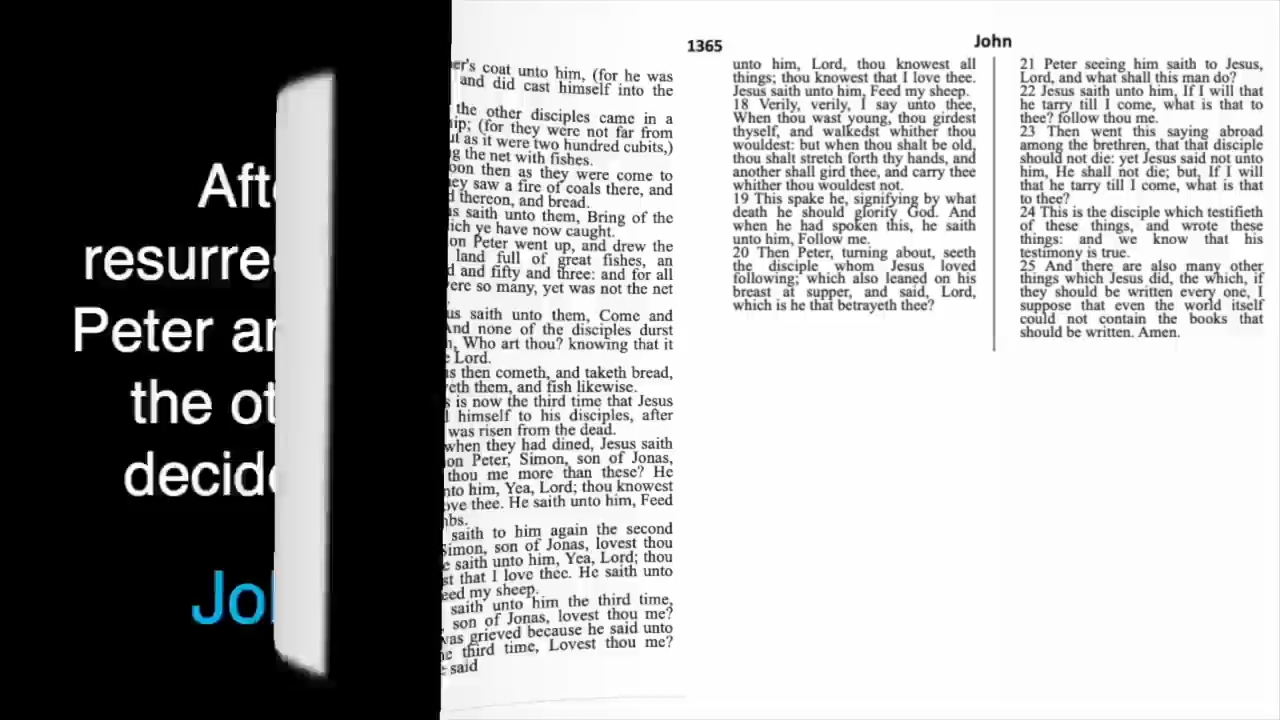 resurre
Peter
the
decide
1365
John
coat unto him, (for he was
and did cast himself into the
the other disciples came in a
(for they were not far from
as it were two hundred cubits,)
the net with fishes.
then as they were come to
saw a fire of coals there, and
thereon, and bread.
saith unto them, Bring of the
ye have now caught.
Peter went up, and drew the
land full of great fishes, an
and fifty and three: and for all
so many, yet was not the net
saith unto them, Come and
And none of the disciples durst
Who art thou? knowing that it
Lord.
then cometh, and taketh bread,
them, and fish likewise.
is now the third time that Jesus
himself to his disciples, after
was risen from the dead.
when they had dined, Jesus saith
Peter, Simon, son of Jonas,
thou me more than these? He
him, Yea, Lord; thou knowest
thee. He saith unto him, Feed
saith to him again the second
Simon, son of Jonas, lovest thou
saith unto him, Yea, Lord; thou
that I love thee. He saith unto
my sheep.
saith unto him the third time,
son of Jonas, lovest thou me?
was grieved because he said unto
third time, Lovest thou me?
said
unto him, Lord, thou knowest all
things; thou knowest that I love thee.
Jesus saith unto him, Feed my sheep.
18 Verily, verily, I say unto thee,
When thou wast young, thou girdest
thyself, and walkedst whither thou
wouldest: but when thou shalt be old,
thou shalt stretch forth thy hands, and
another shall gird thee, and carry thee
whither thou wouldest not.
19 This spake he, signifying by what
death he should glorify God. And
when he had spoken this, he saith
unto him, Follow me.
20 Then Peter, turning about, seeth
the disciple whom Jesus loved
following; which also leaned on his
breast at supper, and said, Lord,
which is he that betrayeth thee?
21 Peter seeing him saith to Jesus,
Lord, and what shall this man do?
22 Jesus saith unto him, If I will that
he tarry till I come, what is that to
thee? follow thou me.
23 Then went this saying abroad
among the brethren, that that disciple
should not die: yet Jesus said not unto
him, He shall not die; but, If I will
that he tarry till I come, what is that
to thee?
24 This is the disciple which testifieth
of these things, and wrote these
things: and we know that his
testimony is true.
25 And there are also many other
things which Jesus did, the which, if
they should be written every one, I
suppose that even the world itself
could not contain the books that
should be written. Amen.